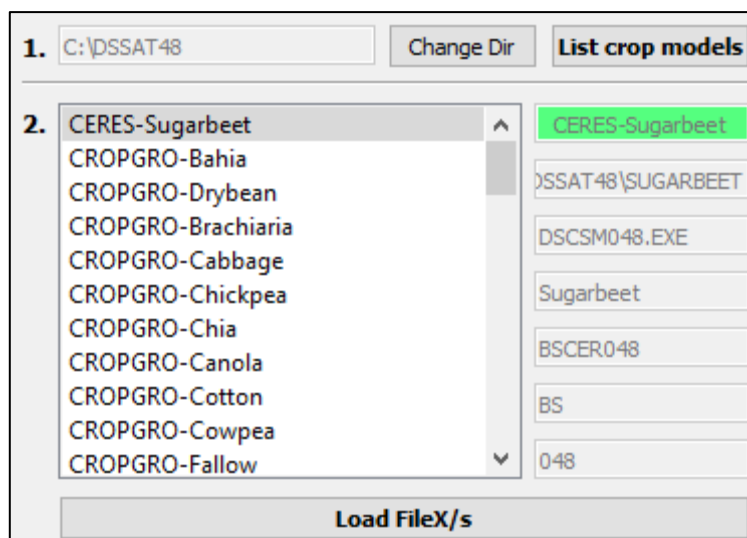 1. C:\DSSAT48 Change Dir List crop models
2. CERES-Sugarbeet CERES-Sugarbeet
CROPGRO-Bahia
CROPGRO-Drybean DSSAT48\SUGARBEET
CROPGRO-Brachiaria DSCSM048.EXE
CROPGRO-Cabbage
CROPGRO-Chickpea Sugarbeet
CROPGRO-Chia
CROPGRO-Canola BSCER048
CROPGRO-Cotton BS
CROPGRO-Cowpea
CROPGRO-Fallow 048
Load FileX/s